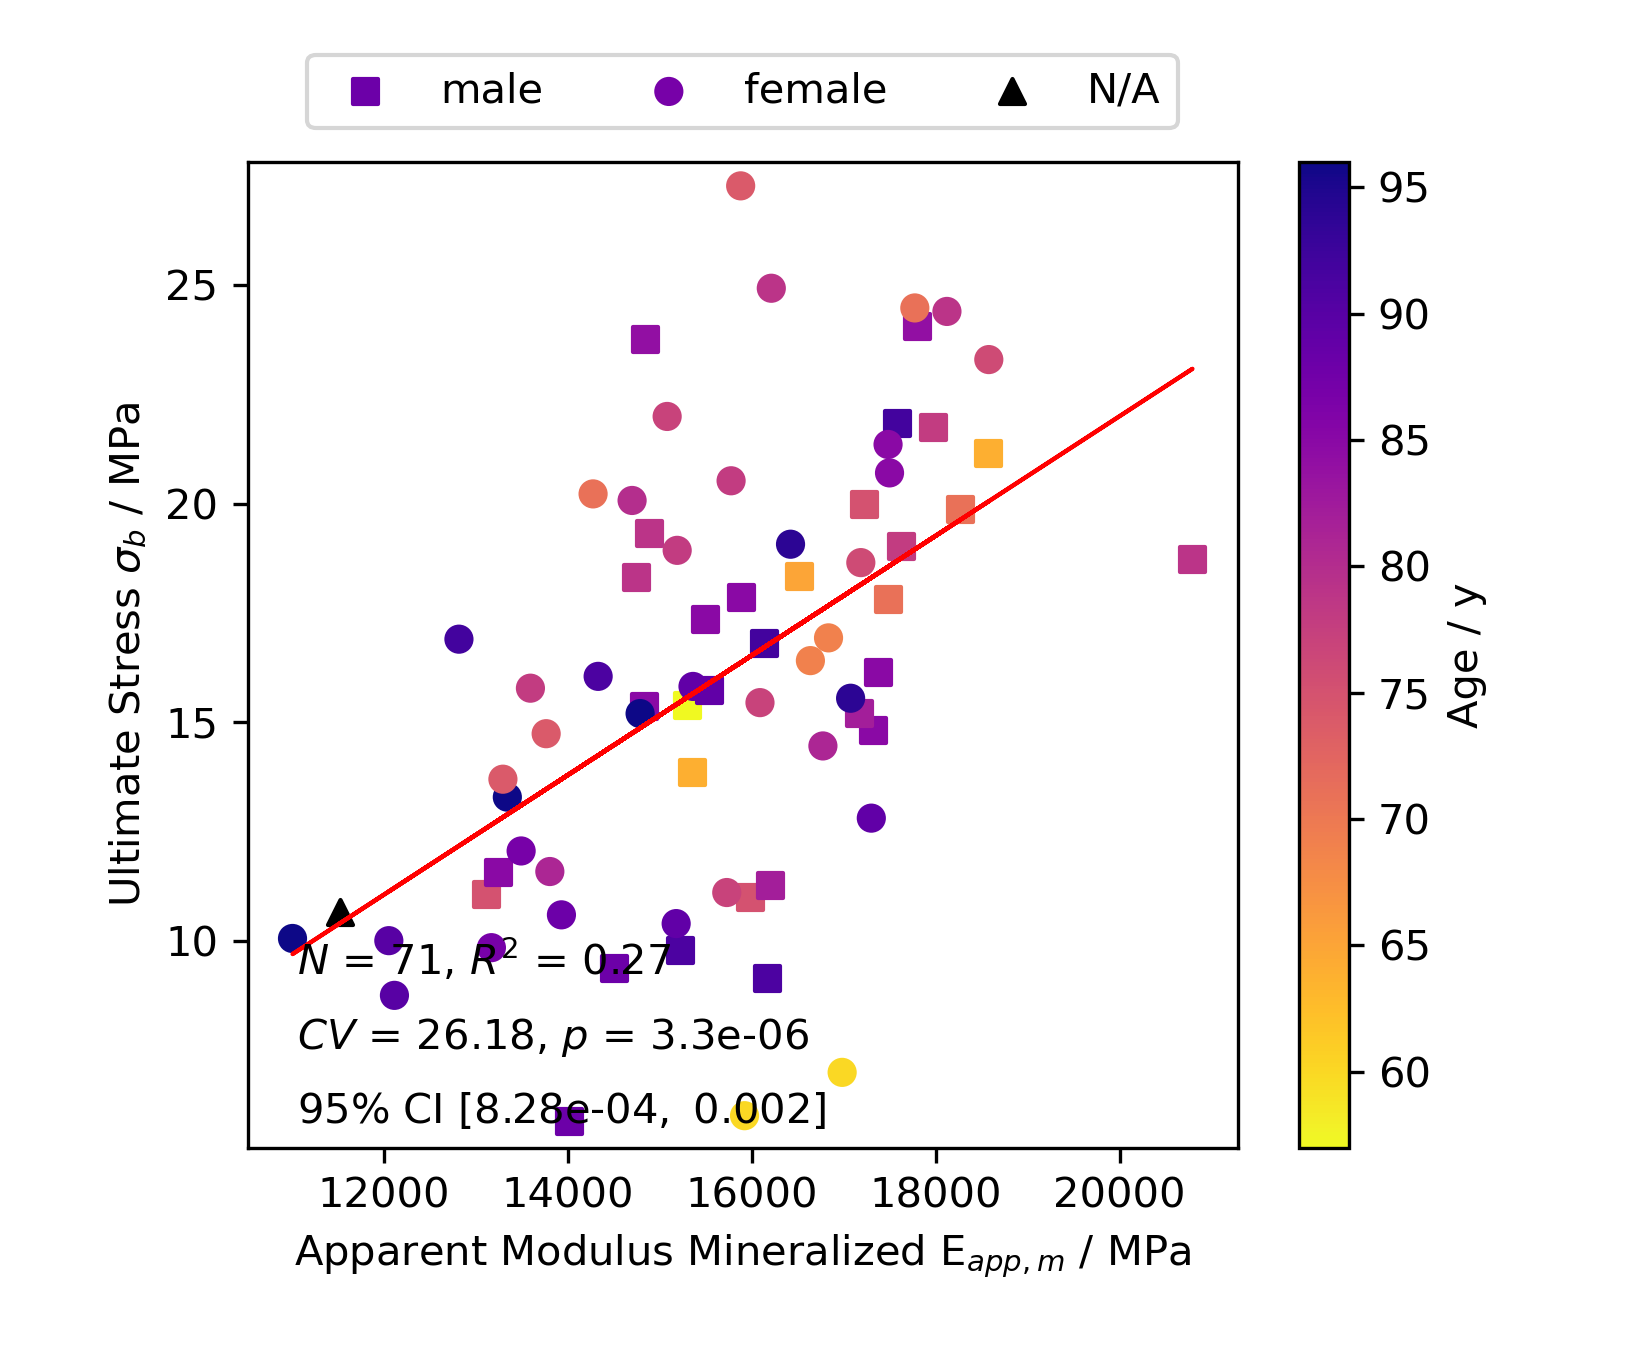 male female N/A
25
20
15
10
Ultimate Stress σb / MPa
N = 71, R² = 0.27
CV = 26.18, p = 3.3e-06
95% CI [8.28e-04, 0.002]
12000 14000 16000 18000 20000
Apparent Modulus Mineralized Eapp,m / MPa
95
90
85
80
75
70
65
60
Age / y